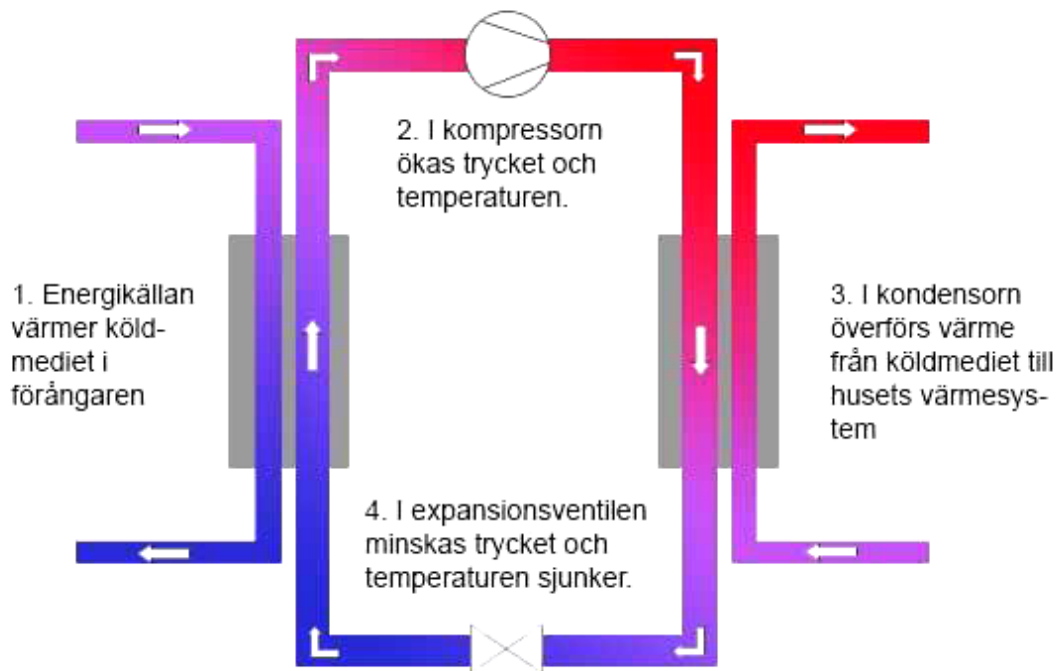 1. Energikällan
värmer köld-
mediet i
förångaren
2. I kompressorn
ökas trycket och
temperaturen.
3. I kondensorn
överförs värme
från köldmediet till
husets värmesys-
tem
4. I expansionsventilen
minskas trycket och
temperaturen sjunker.